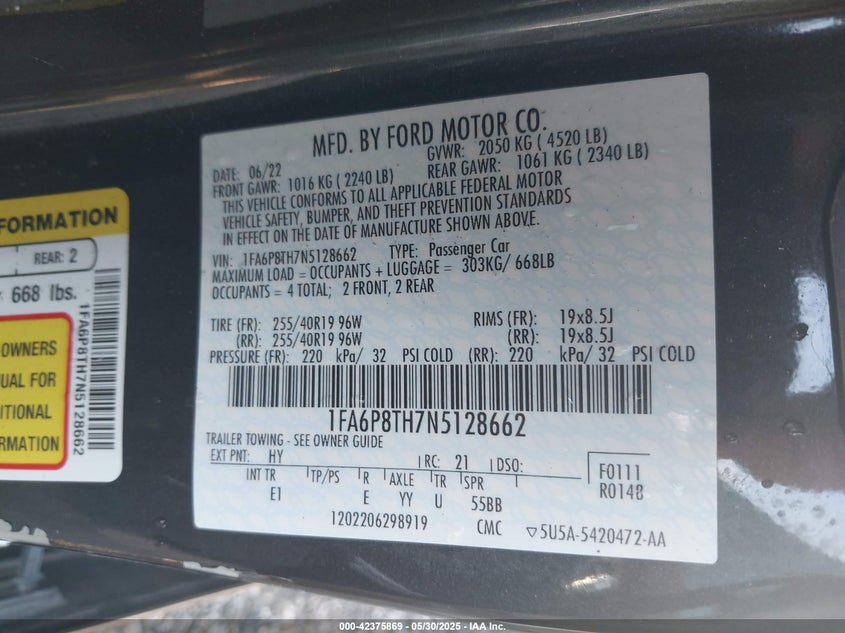 FORMATION
REAR: 2
668 lbs.
OWNERS
UAL FOR
ITIONAL
RMATION
1FA6P8TH7N5128662
MFD. BY FORD MOTOR CO.
DATE: 06/22 GVWR: 2050 KG ( 4520 LB)
FRONT GAWR: 1016 KG ( 2240 LB) REAR GAWR: 1061 KG ( 2340 LB)
THIS VEHICLE CONFORMS TO ALL APPLICABLE FEDERAL MOTOR
VEHICLE SAFETY, BUMPER, AND THEFT PREVENTION STANDARDS
IN EFFECT ON THE DATE OF MANUFACTURE SHOWN ABOVE.
VIN: 1FA6P8TH7N5128662 TYPE: Passenger Car
MAXIMUM LOAD = OCCUPANTS + LUGGAGE = 303KG/ 668LB
OCCUPANTS = 4 TOTAL; 2 FRONT, 2 REAR
TIRE (FR): 255/40R19 96W RIMS (FR): 19x8.5J
(RR): 255/40R19 96W (RR): 19x8.5J
PRESSURE (FR): 220 kPa/ 32 PSI COLD (RR): 220 kPa/ 32 PSI COLD
1FA6P8TH7N5128662
TRAILER TOWING - SEE OWNER GUIDE
EXT PNT: HY RC: 21 DSO: F0111
INT TR TP/PS R AXLE TR SPR R0148
E1 E YY U 55BB
1202206298919 CMC ▽5U5A-5420472-AA
000-42375869 — 05/30/2025 — IAA Inc.